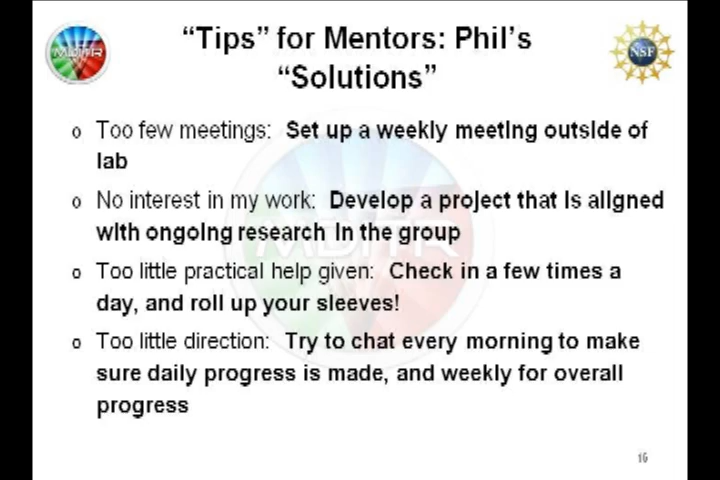 "Tips" for Mentors: Phil's
"Solutions"
MDITR
NSF
o Too few meetings: Set up a weekly meeting outside of
lab
o No interest in my work: Develop a project that is aligned
with ongoing research in the group
MDITR
o Too little practical help given: Check in a few times a
day, and roll up your sleeves!
o Too little direction: Try to chat every morning to make
sure daily progress is made, and weekly for overall
progress
16